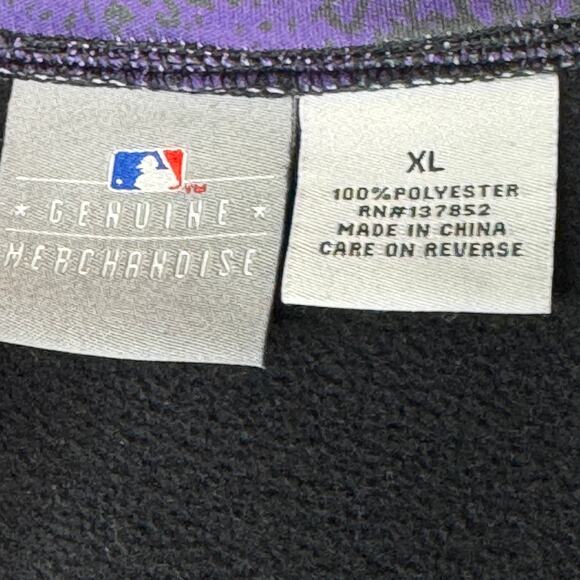 ★ GENUINE ★
MERCHANDISE
XL
100%POLYESTER
RN#137852
MADE IN CHINA
CARE ON REVERSE